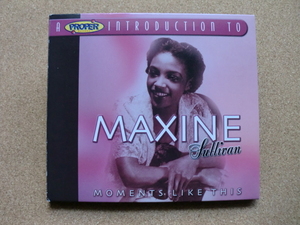 A PROPER INTRODUCTION TO
MAXINE
Sullivan
MOMENTS LIKE THIS